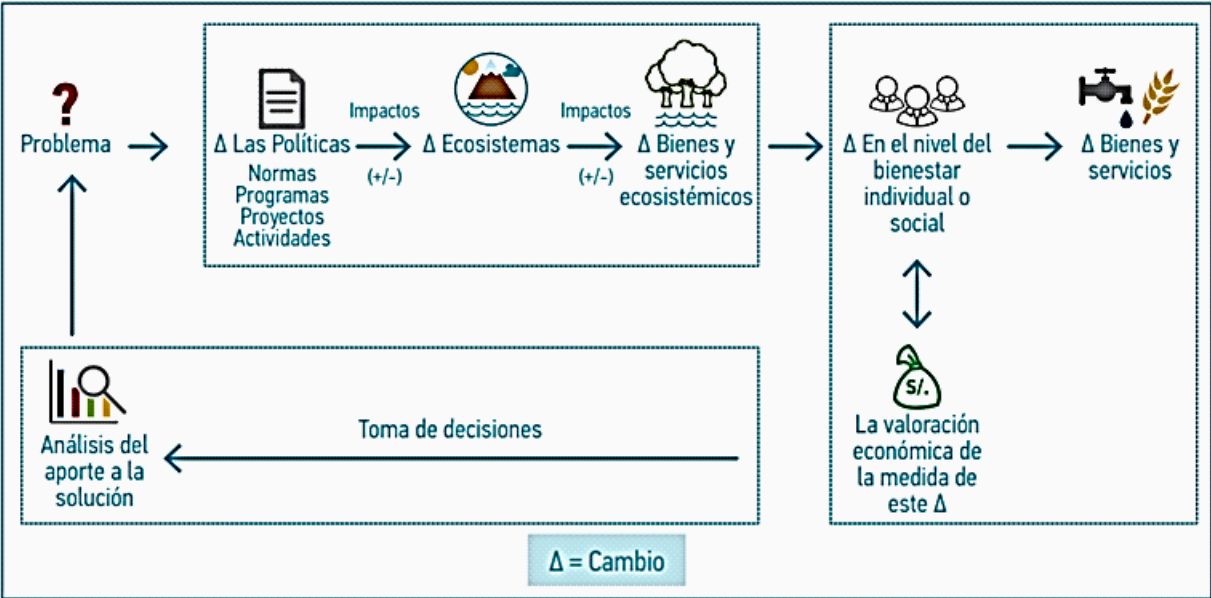 ?
Problema
Δ Las Políticas
Normas
Programas
Proyectos
Actividades
Impactos
(+/-)
Δ Ecosistemas
Impactos
(+/-)
Δ Bienes y
servicios
ecosistémicos
Δ En el nivel del
bienestar
individual o
social
Δ Bienes y
servicios
S/.
La valoración
económica de
la medida de
este Δ
Toma de decisiones
Análisis del
aporte a la
solución
Δ = Cambio